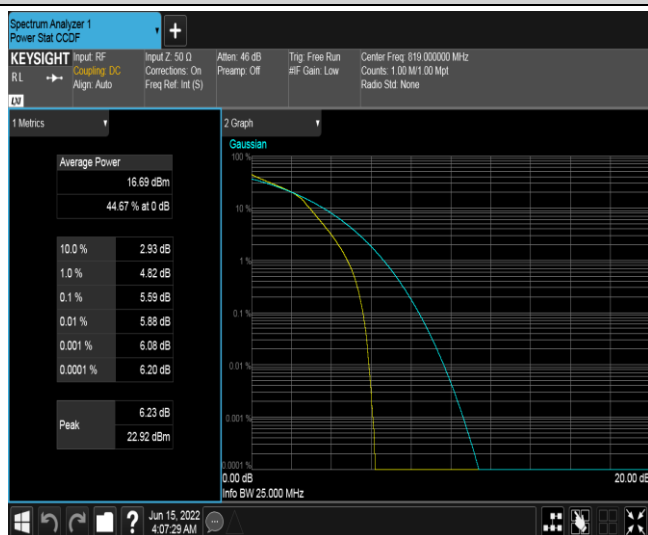 Spectrum Analyzer 1
Power Stat CCDF
KEYSIGHT
R L
LXI
Input: RF
Coupling: DC
Align: Auto
Input Z: 50 Ω
Corrections: On
Freq Ref: Int (S)
Atten: 46 dB
Preamp: Off
Trig: Free Run
#IF Gain: Low
Center Freq: 819.000000 MHz
Counts: 1.00 M/1.00 Mpt
Radio Std: None
1 Metrics
Average Power
16.69 dBm
44.67 % at 0 dB
10.0 % 2.93 dB
1.0 % 4.82 dB
0.1 % 5.59 dB
0.01 % 5.88 dB
0.001 % 6.08 dB
0.0001 % 6.20 dB
Peak
6.23 dB
22.92 dBm
2 Graph
Gaussian
100 %
10 %
1 %
0.1 %
0.01 %
0.001 %
0.0001 %
0.00 dB
20.00 dB
Info BW 25.000 MHz
Jun 15, 2022
4:07:29 AM